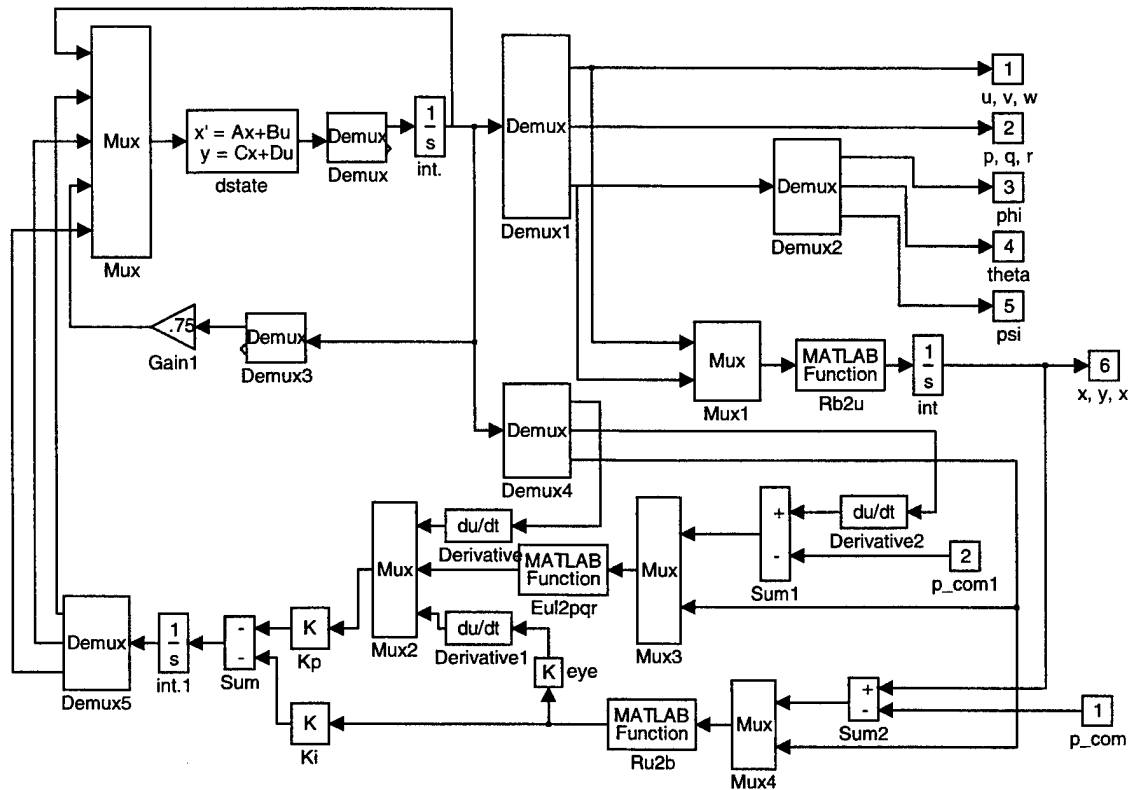 1
u, v, w
Mux
x' = Ax+Bu
y = Cx+Du
dstate
Demux
Demux
1
s
int.
Demux
Demux1
2
p, q, r
Demux
Demux2
3
phi
4
theta
5
psi
Mux
.75
Gain1
Demux
Demux3
Mux
Mux1
MATLAB
Function
Rb2u
1
s
int
6
x, y, x
Demux
Demux4
du/dt
Derivative
MATLAB
Function
Eul2pqr
Mux
Mux2
du/dt
Derivative1
Mux
Mux3
+
-
Sum1
du/dt
Derivative2
2
p_com1
Demux
Demux5
1
s
int.1
-
-
Sum
K
Kp
K
eye
K
Ki
MATLAB
Function
Ru2b
Mux
Mux4
+
-
Sum2
1
p_com